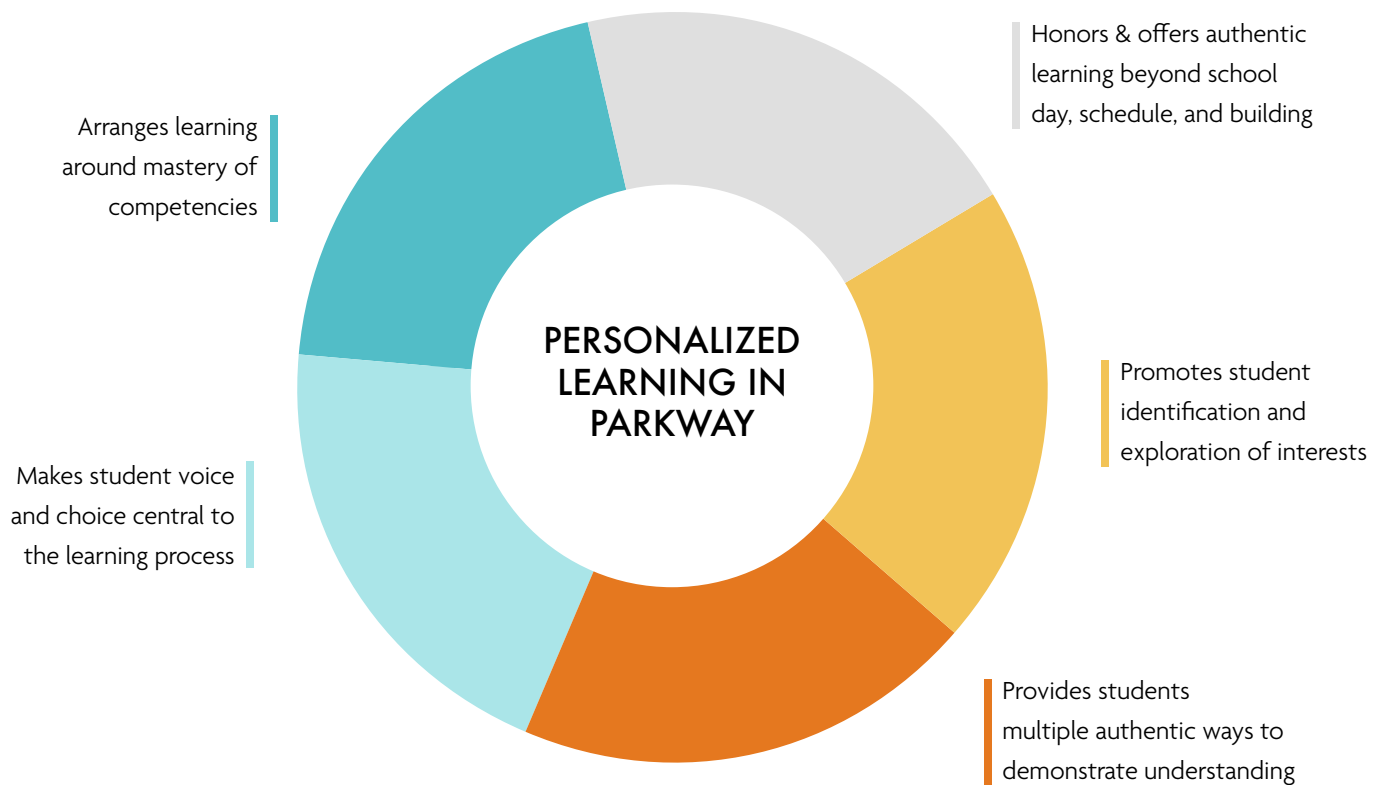 Honors & offers authentic
learning beyond school
day, schedule, and building
Arranges learning
around mastery of
competencies
PERSONALIZED
LEARNING IN
PARKWAY
Promotes student
identification and
exploration of interests
Makes student voice
and choice central to
the learning process
Provides students
multiple authentic ways to
demonstrate understanding